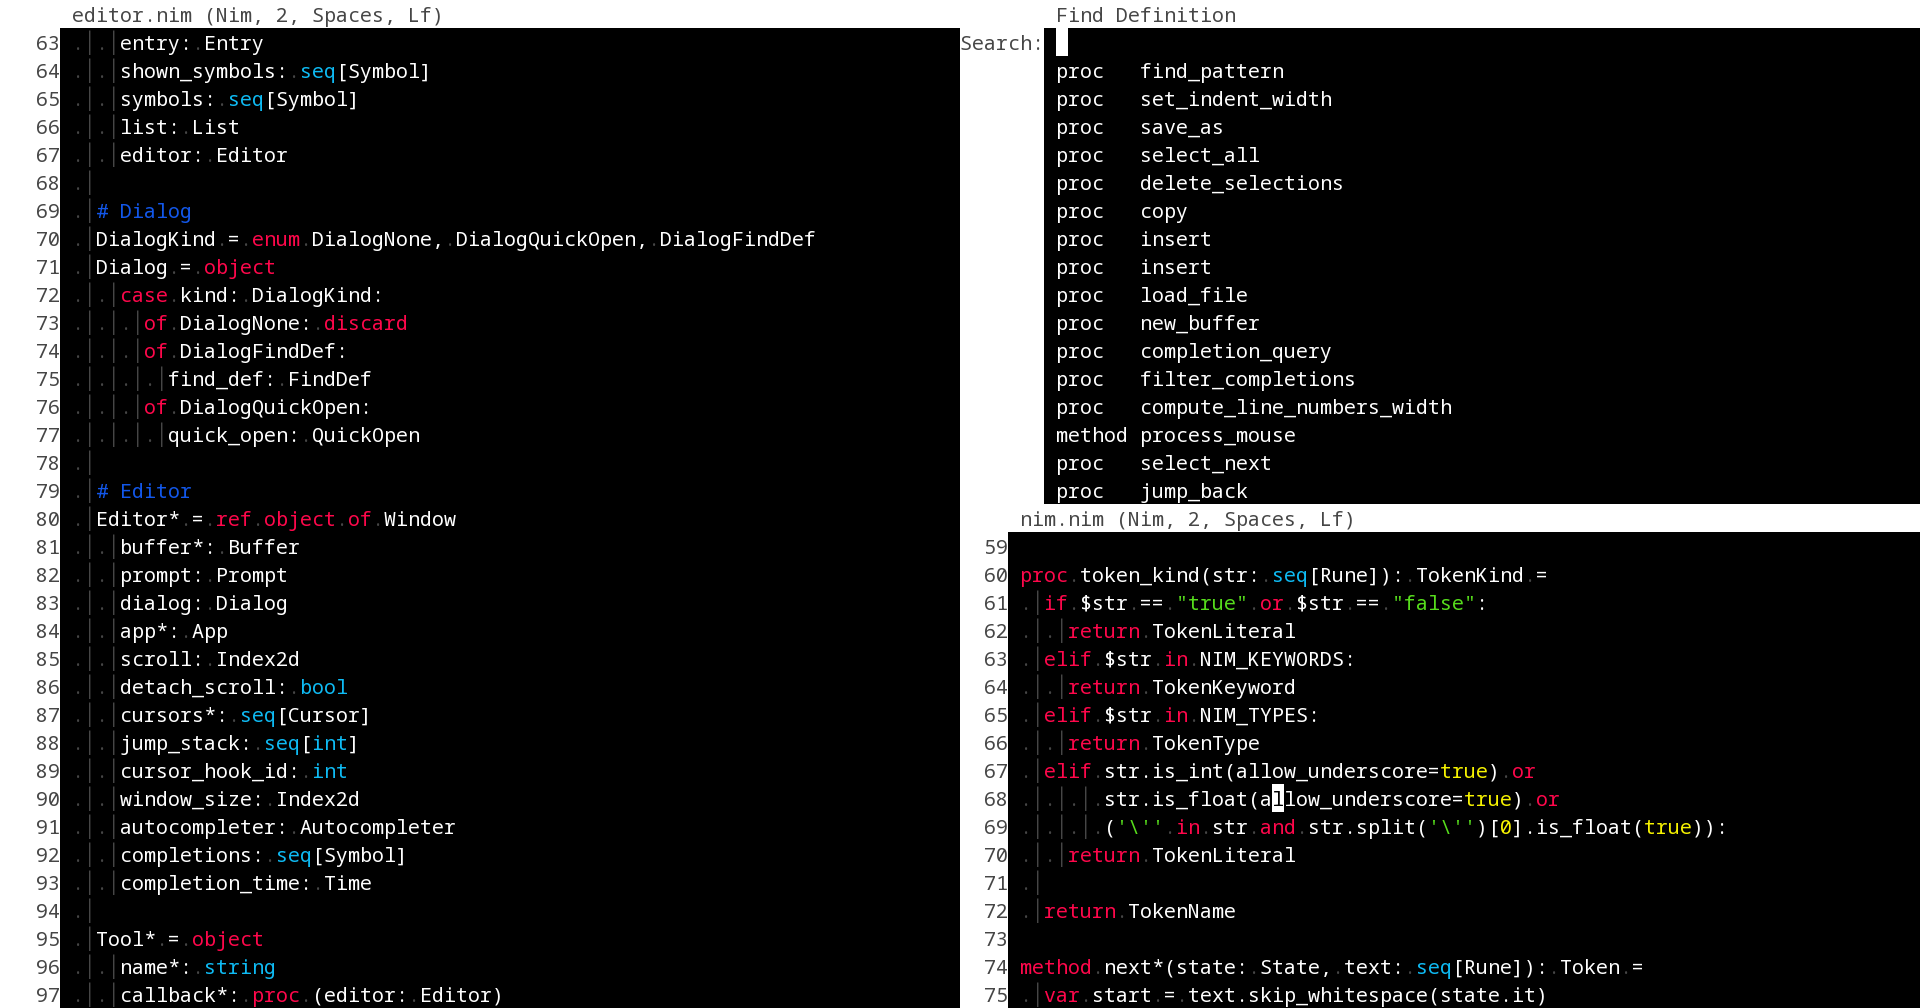 editor.nim (Nim, 2, Spaces, Lf)
63 entry: Entry
64 shown_symbols: seq[Symbol]
65 symbols: seq[Symbol]
66 list: List
67 editor: Editor
68
69 # Dialog
70 DialogKind = enum DialogNone, DialogQuickOpen, DialogFindDef
71 Dialog = object
72 case kind: DialogKind:
73 of DialogNone: discard
74 of DialogFindDef:
75 find_def: FindDef
76 of DialogQuickOpen:
77 quick_open: QuickOpen
78
79 # Editor
80 Editor* = ref object of Window
81 buffer*: Buffer
82 prompt: Prompt
83 dialog: Dialog
84 app*: App
85 scroll: Index2d
86 detach_scroll: bool
87 cursors*: seq[Cursor]
88 jump_stack: seq[int]
89 cursor_hook_id: int
90 window_size: Index2d
91 autocompleter: Autocompleter
92 completions: seq[Symbol]
93 completion_time: Time
94
95 Tool* = object
96 name*: string
97 callback*: proc (editor: Editor)
Find Definition
Search:
proc find_pattern
proc set_indent_width
proc save_as
proc select_all
proc delete_selections
proc copy
proc insert
proc insert
proc load_file
proc new_buffer
proc completion_query
proc filter_completions
proc compute_line_numbers_width
method process_mouse
proc select_next
proc jump_back
nim.nim (Nim, 2, Spaces, Lf)
59
60 proc token_kind(str: seq[Rune]): TokenKind =
61 if $str == "true" or $str == "false":
62 return TokenLiteral
63 elif $str in NIM_KEYWORDS:
64 return TokenKeyword
65 elif $str in NIM_TYPES:
66 return TokenType
67 elif str.is_int(allow_underscore=true) or
68 str.is_float(allow_underscore=true) or
69 ('\'' in str and str.split('\'')[0].is_float(true)):
70 return TokenLiteral
71
72 return TokenName
73
74 method next*(state: State, text: seq[Rune]): Token =
75 var start = text.skip_whitespace(state.it)